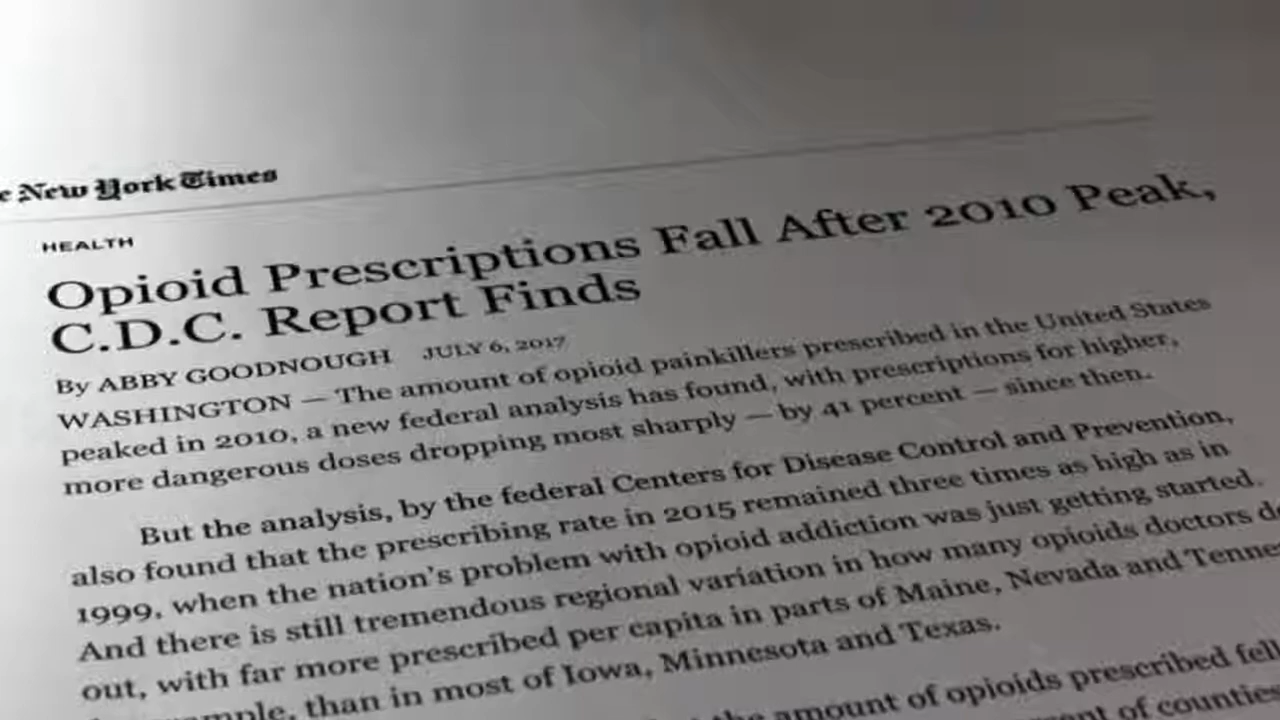 New York Times
HEALTH
Opioid Prescriptions Fall After 2010 Peak,
C.D.C. Report Finds
By ABBY GOODNOUGH JULY 6, 2017
WASHINGTON — The amount of opioid painkillers prescribed in the United States
peaked in 2010, a new federal analysis has found, with prescriptions for higher,
more dangerous doses dropping most sharply — by 41 percent — since then.
But the analysis, by the federal Centers for Disease Control and Prevention,
also found that the prescribing rate in 2015 remained three times as high as in
1999, when the nation's problem with opioid addiction was just getting started.
And there is still tremendous regional variation in how many opioids doctors
out, with far more prescribed per capita in parts of Maine, Nevada and
than in most of Iowa, Minnesota and Texas.
the amount of opioids prescribed fell
of counties